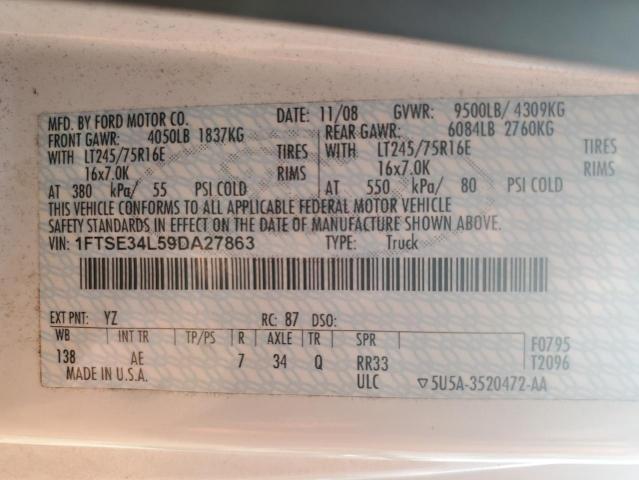 MFD. BY FORD MOTOR CO. DATE: 11/08 GVWR: 9500LB/ 4309KG
FRONT GAWR: 4050LB 1837KG REAR GAWR: 6084LB 2760KG
WITH LT245/75R16E TIRES WITH LT245/75R16E TIRES
16x7.0K RIMS 16x7.0K RIMS
AT 380 kPa/ 55 PSI COLD AT 550 kPa/ 80 PSI COLD
THIS VEHICLE CONFORMS TO ALL APPLICABLE FEDERAL MOTOR VEHICLE
SAFETY STANDARDS IN EFFECT ON THE DATE OF MANUFACTURE SHOWN ABOVE.
VIN: 1FTSE34L59DA27863 TYPE: Truck
EXT PNT: YZ RC: 87 DSO:
WB INT TR TP/PS R AXLE TR SPR F0795
138 AE 7 34 Q RR33 T2096
MADE IN U.S.A. ULC ▽5U5A-3520472-AA